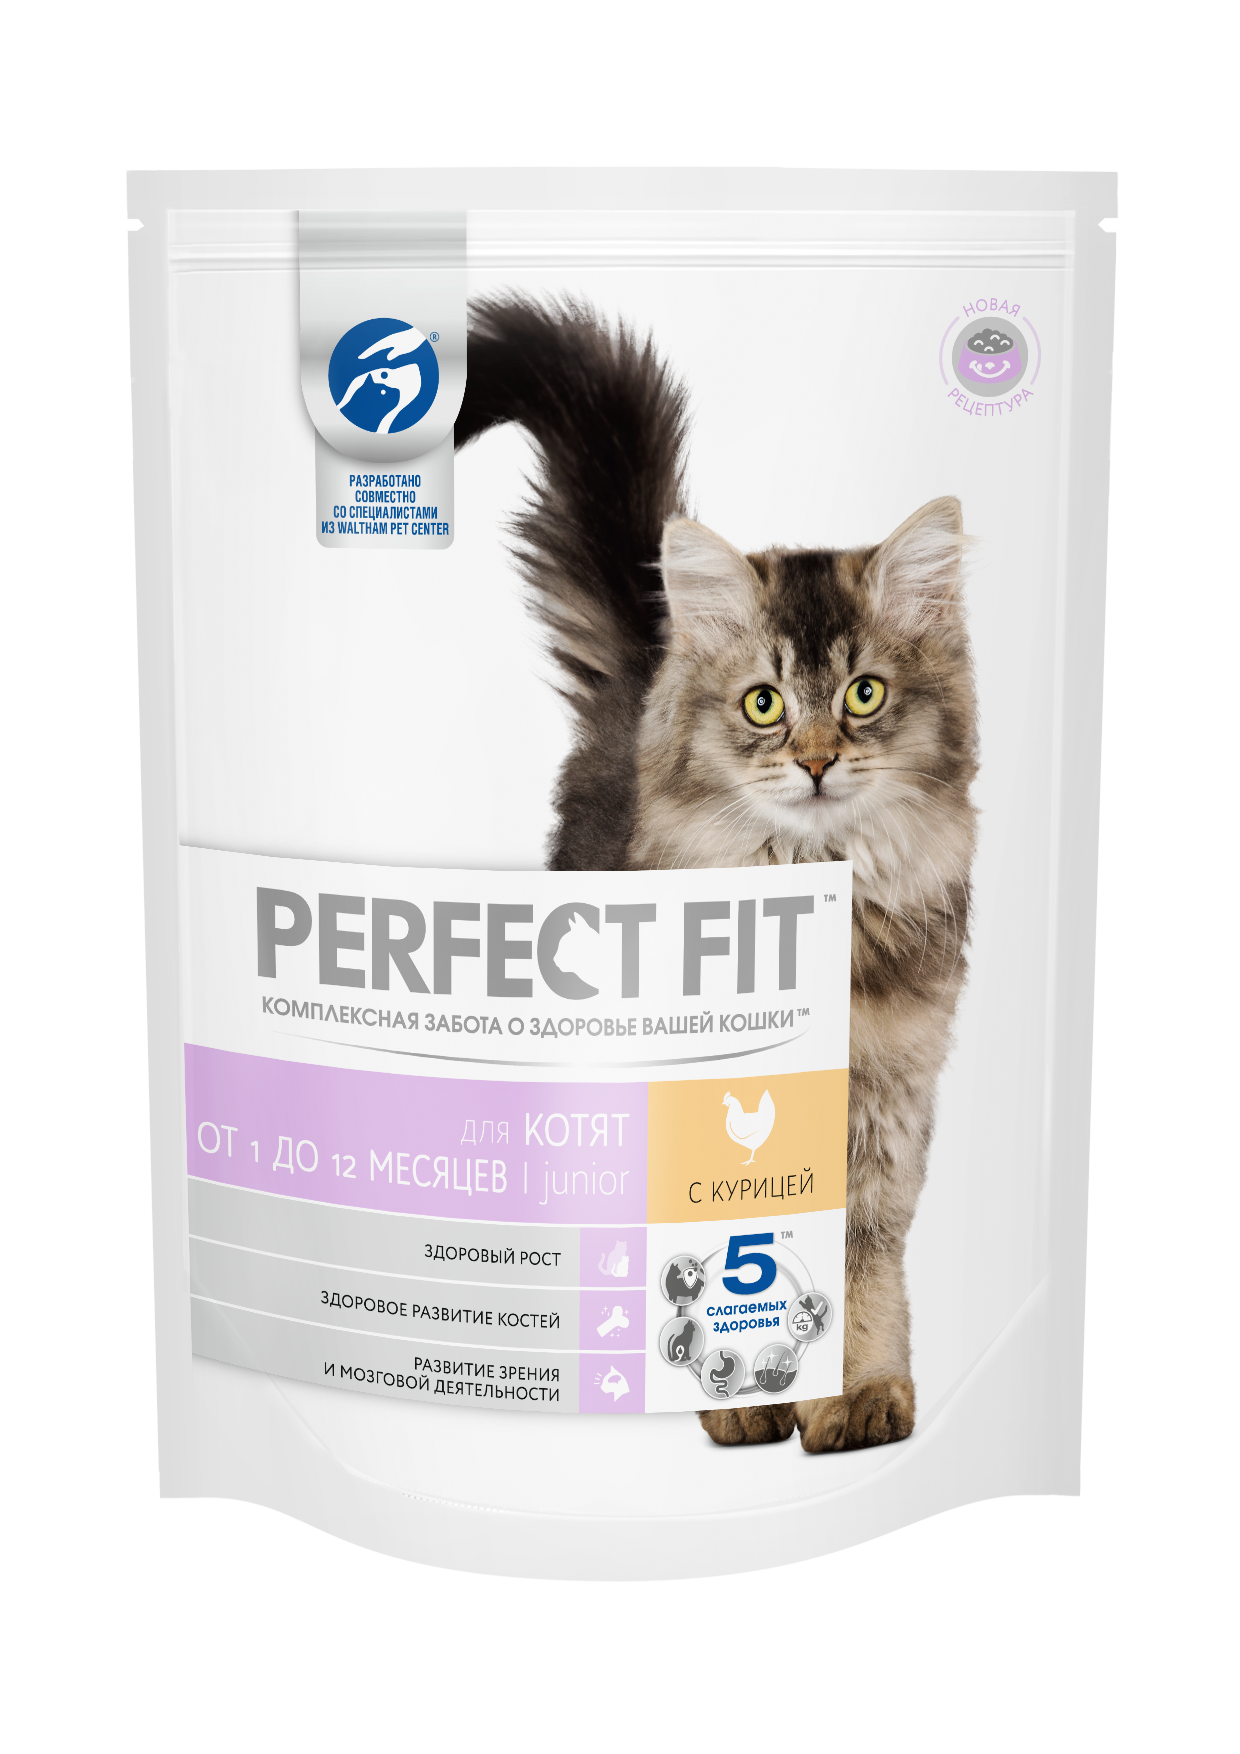 ®
РАЗРАБОТАНО
СОВМЕСТНО
СО СПЕЦИАЛИСТАМИ
ИЗ WALTHAM PET CENTER
НОВАЯ
РЕЦЕПТУРА
PERFECT FIT™
КОМПЛЕКСНАЯ ЗАБОТА О ЗДОРОВЬЕ ВАШЕЙ КОШКИ™
для КОТЯТ
ОТ 1 ДО 12 МЕСЯЦЕВ | junior
С КУРИЦЕЙ
ЗДОРОВЫЙ РОСТ
ЗДОРОВОЕ РАЗВИТИЕ КОСТЕЙ
РАЗВИТИЕ ЗРЕНИЯ
И МОЗГОВОЙ ДЕЯТЕЛЬНОСТИ
5™
слагаемых
здоровья
kg